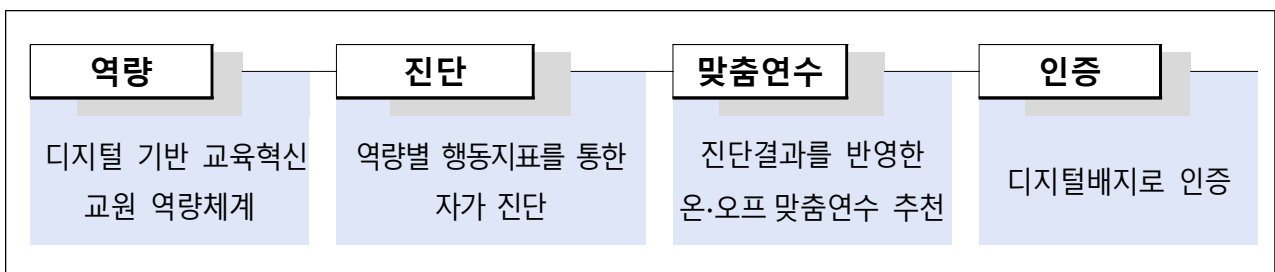 역량
디지털 기반 교육혁신
교원 역량체계
진단
역량별 행동지표를 통한
자가 진단
맞춤연수
진단결과를 반영한
온·오프 맞춤연수 추천
인증
디지털배지로 인증